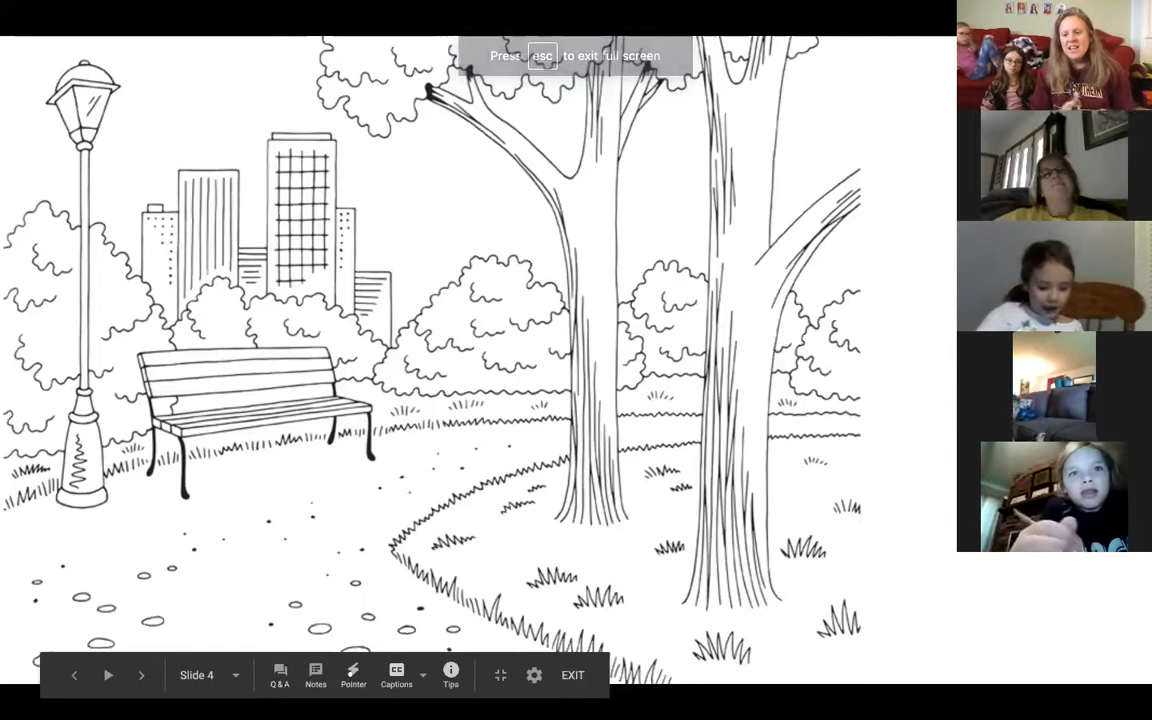 Press esc to exit full screen
Slide 4
Q & A
Notes
Pointer
Captions
Tips
EXIT